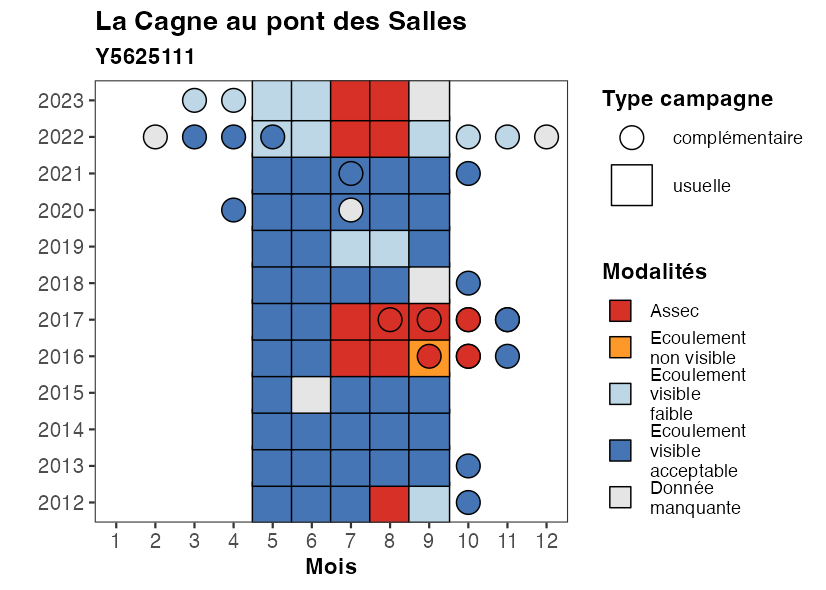 La Cagne au pont des Salles
Y5625111
2023
2022
2021
2020
2019
2018
2017
2016
2015
2014
2013
2012
1 2 3 4 5 6 7 8 9 10 11 12
Mois
Type campagne
complémentaire
usuelle
Modalités
Assec
Ecoulement
non visible
Ecoulement
visible
faible
Ecoulement
visible
acceptable
Donnée
manquante